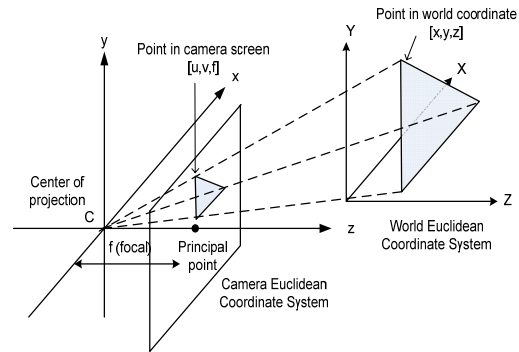 Point in world coordinate
[x,y,z]
Y
y
Point in camera screen
[u,v,f]
x
X
Center of
projection
C
f (focal)
Principal
point
z
Z
World Euclidean
Coordinate System
Camera Euclidean
Coordinate System